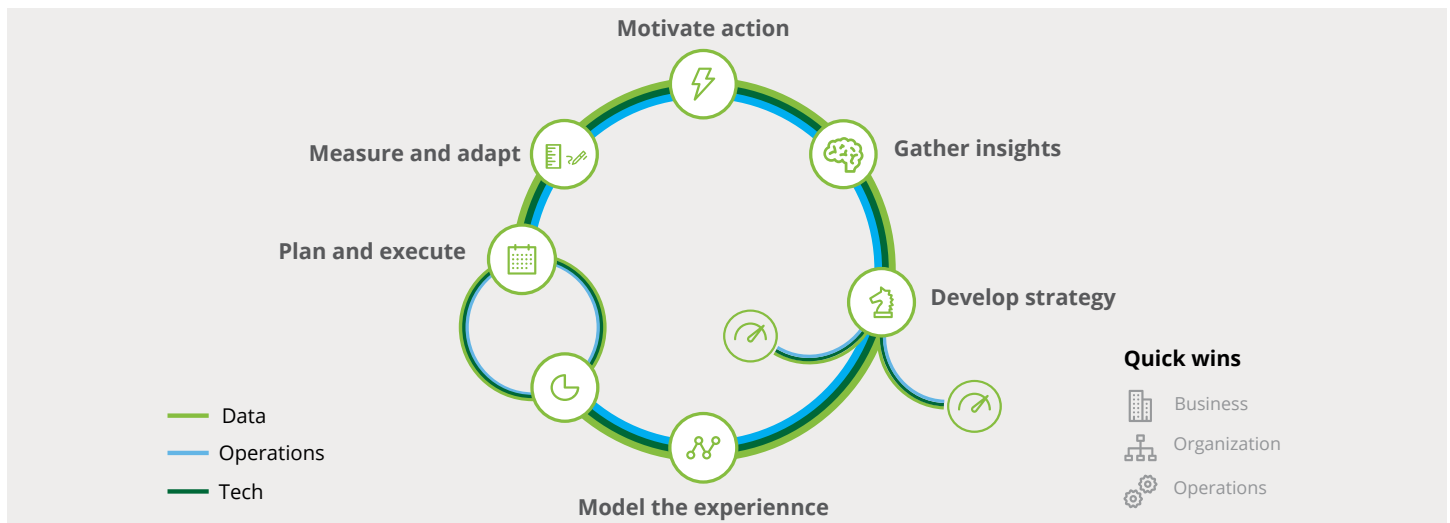 Motivate action
Measure and adapt
Gather insights
Plan and execute
Develop strategy
Quick wins
Business
Organization
Operations
Data
Operations
Tech
Model the experiennce